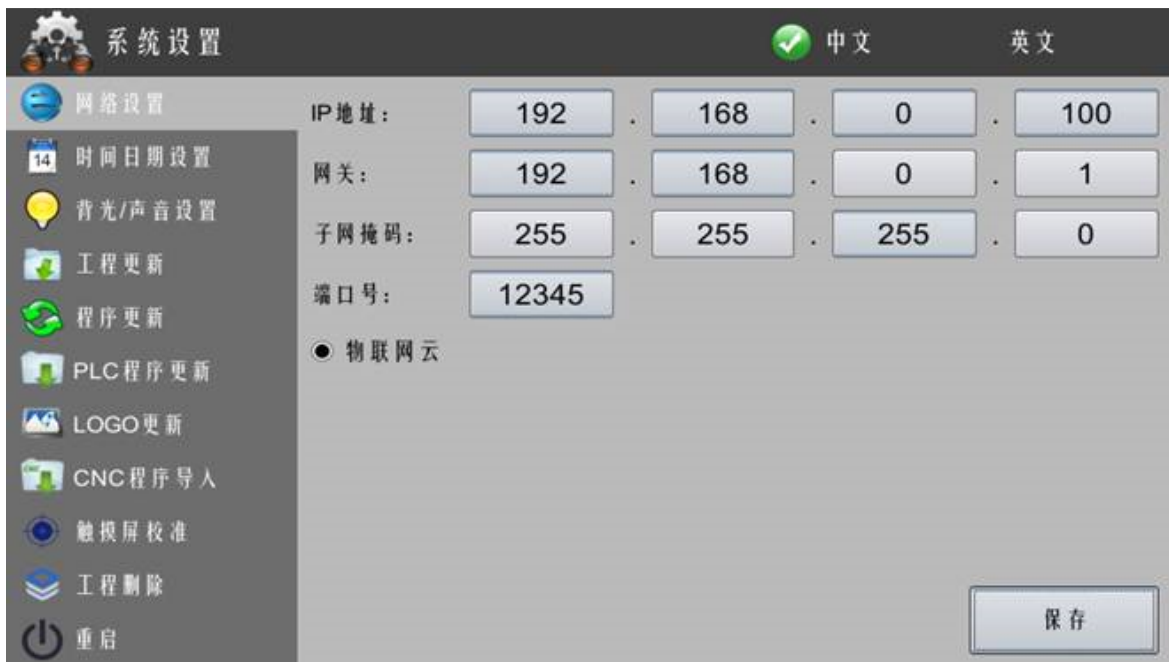 系统设置 中文 英文
网络设置
14 时间日期设置
背光/声音设置
工程更新
程序更新
PLC程序更新
LOGO更新
CNC程序导入
触摸屏校准
工程删除
重启
IP地址: 192 . 168 . 0 . 100
网关: 192 . 168 . 0 . 1
子网掩码: 255 . 255 . 255 . 0
端口号: 12345
物联网云
保存